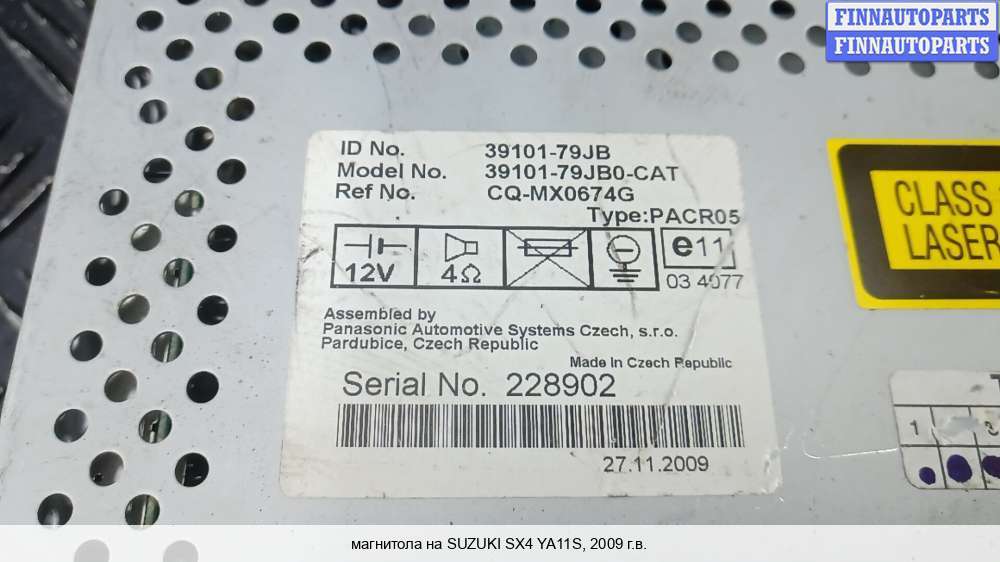 FINNAUTOPARTS
FINNAUTOPARTS
ID No. 39101-79JB
Model No. 39101-79JB0-CAT
Ref No. CQ-MX0674G
Type:PACR05
12V 4Ω e11
03 4077
CLASS
LASER
Assembled by
Panasonic Automotive Systems Czech, s.r.o.
Pardubice, Czech Republic
Made In Czech Republic
Serial No. 228902
27.11.2009
1
магнитола на SUZUKI SX4 YA11S, 2009 г.в.